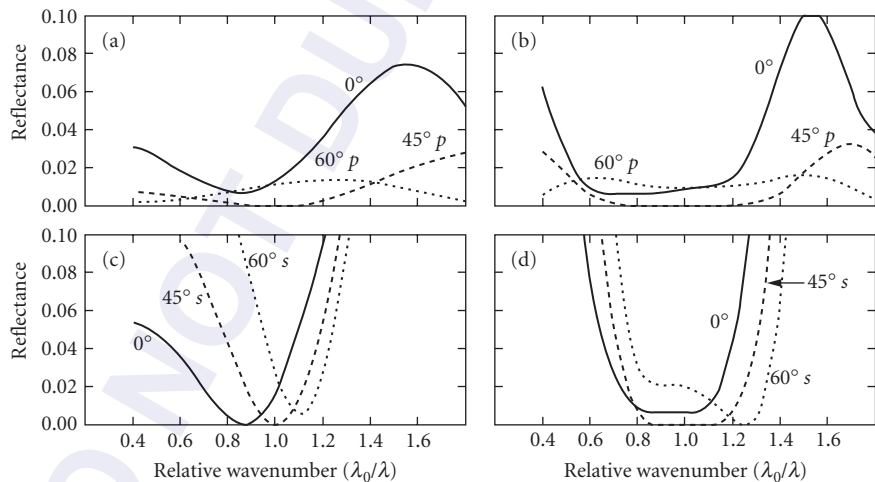 0.10
0.08
0.06
0.04
0.02
0.00
Reflectance
(a)
0°
45° p
60° p
(b)
0°
45° p
60° p
0.10
0.08
0.06
0.04
0.02
0.00
Reflectance
(c)
60° s
45° s
0°
0.4 0.6 0.8 1.0 1.2 1.4 1.6
Relative wavenumber (λ₀/λ)
(d)
45° s
0°
60° s
0.4 0.6 0.8 1.0 1.2 1.4 1.6
Relative wavenumber (λ₀/λ)
DO NOT DU